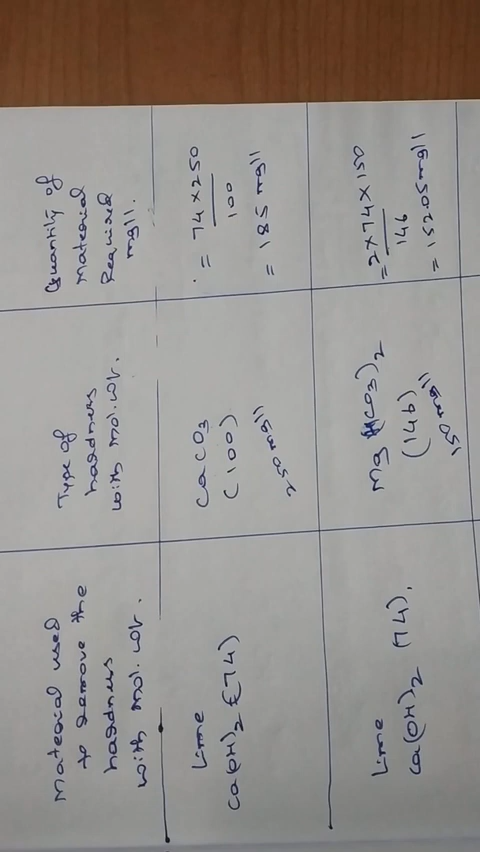 Material used
to remove the
hardness
with mol.wt.
Type of
hardness
with mol.wt.
Quantity of
Material
Required
mg/l.
Lime
Ca(OH)2 (74)
CaCO3
(100)
250 mg/l
= 74 x 250
100
= 185 mg/l
Lime
Ca(OH)2 (74).
Mg(HCO3)2
(146)
150 mg/l
= 2 x 74 x 150
146
= 152.05 mg/l